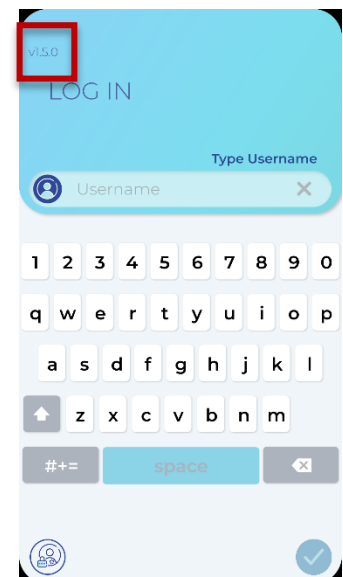 v1.5.0
LOG IN
Type Username
Username
1 2 3 4 5 6 7 8 9 0
q w e r t y u i o p
a s d f g h j k l
z x c v b n m
#+= space